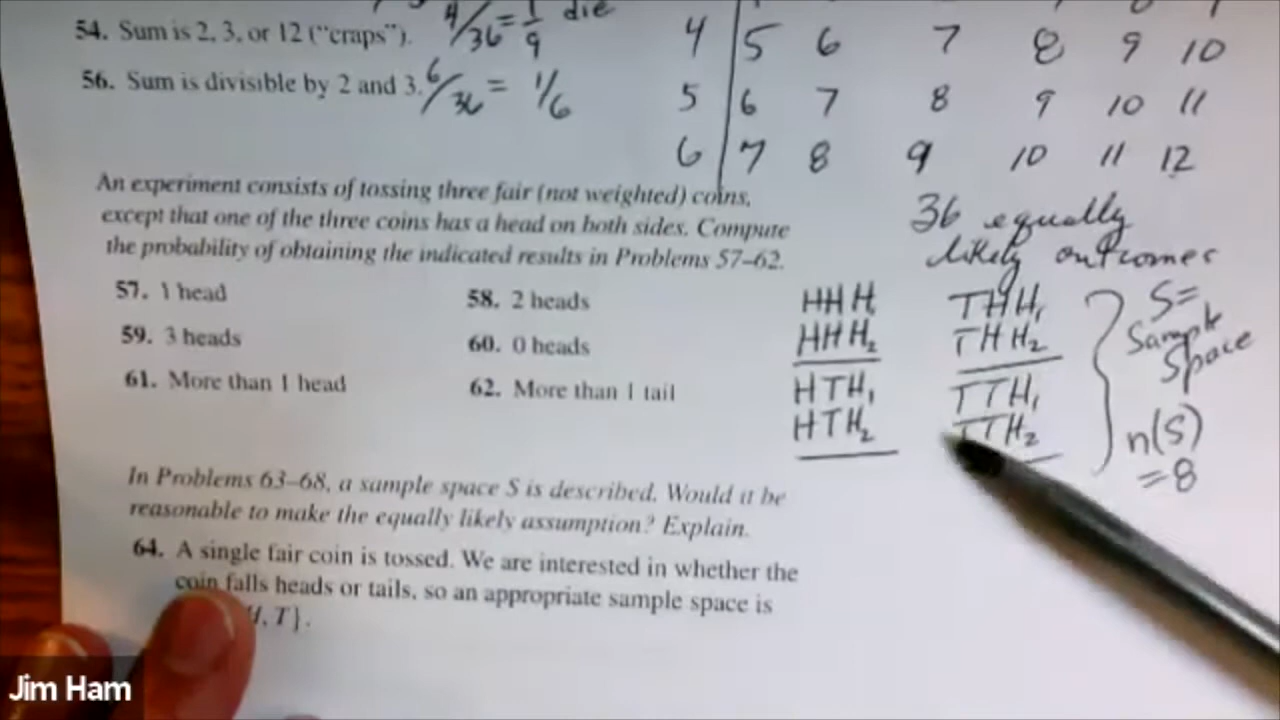 die
54. Sum is 2, 3, or 12 ("craps"). 4/36 = 1/9
4 5 6 7 8 9 10
56. Sum is divisible by 2 and 3. 6/36 = 1/6
5 6 7 8 9 10 11
6 7 8 9 10 11 12
An experiment consists of tossing three fair (not weighted) coins,
except that one of the three coins has a head on both sides. Compute
the probability of obtaining the indicated results in Problems 57–62.
36 equally
likely outcomes
57. 1 head 58. 2 heads
59. 3 heads 60. 0 heads
61. More than 1 head 62. More than 1 tail
HHH₁ THH₁
HHH₂ THH₂
HTH₁ TTH₁
HTH₂ TTH₂
S =
Sample
Space
n(S)
= 8
In Problems 63–68, a sample space S is described. Would it be
reasonable to make the equally likely assumption? Explain.
64. A single fair coin is tossed. We are interested in whether the
coin falls heads or tails, so an appropriate sample space is
H, T}.
Jim Ham